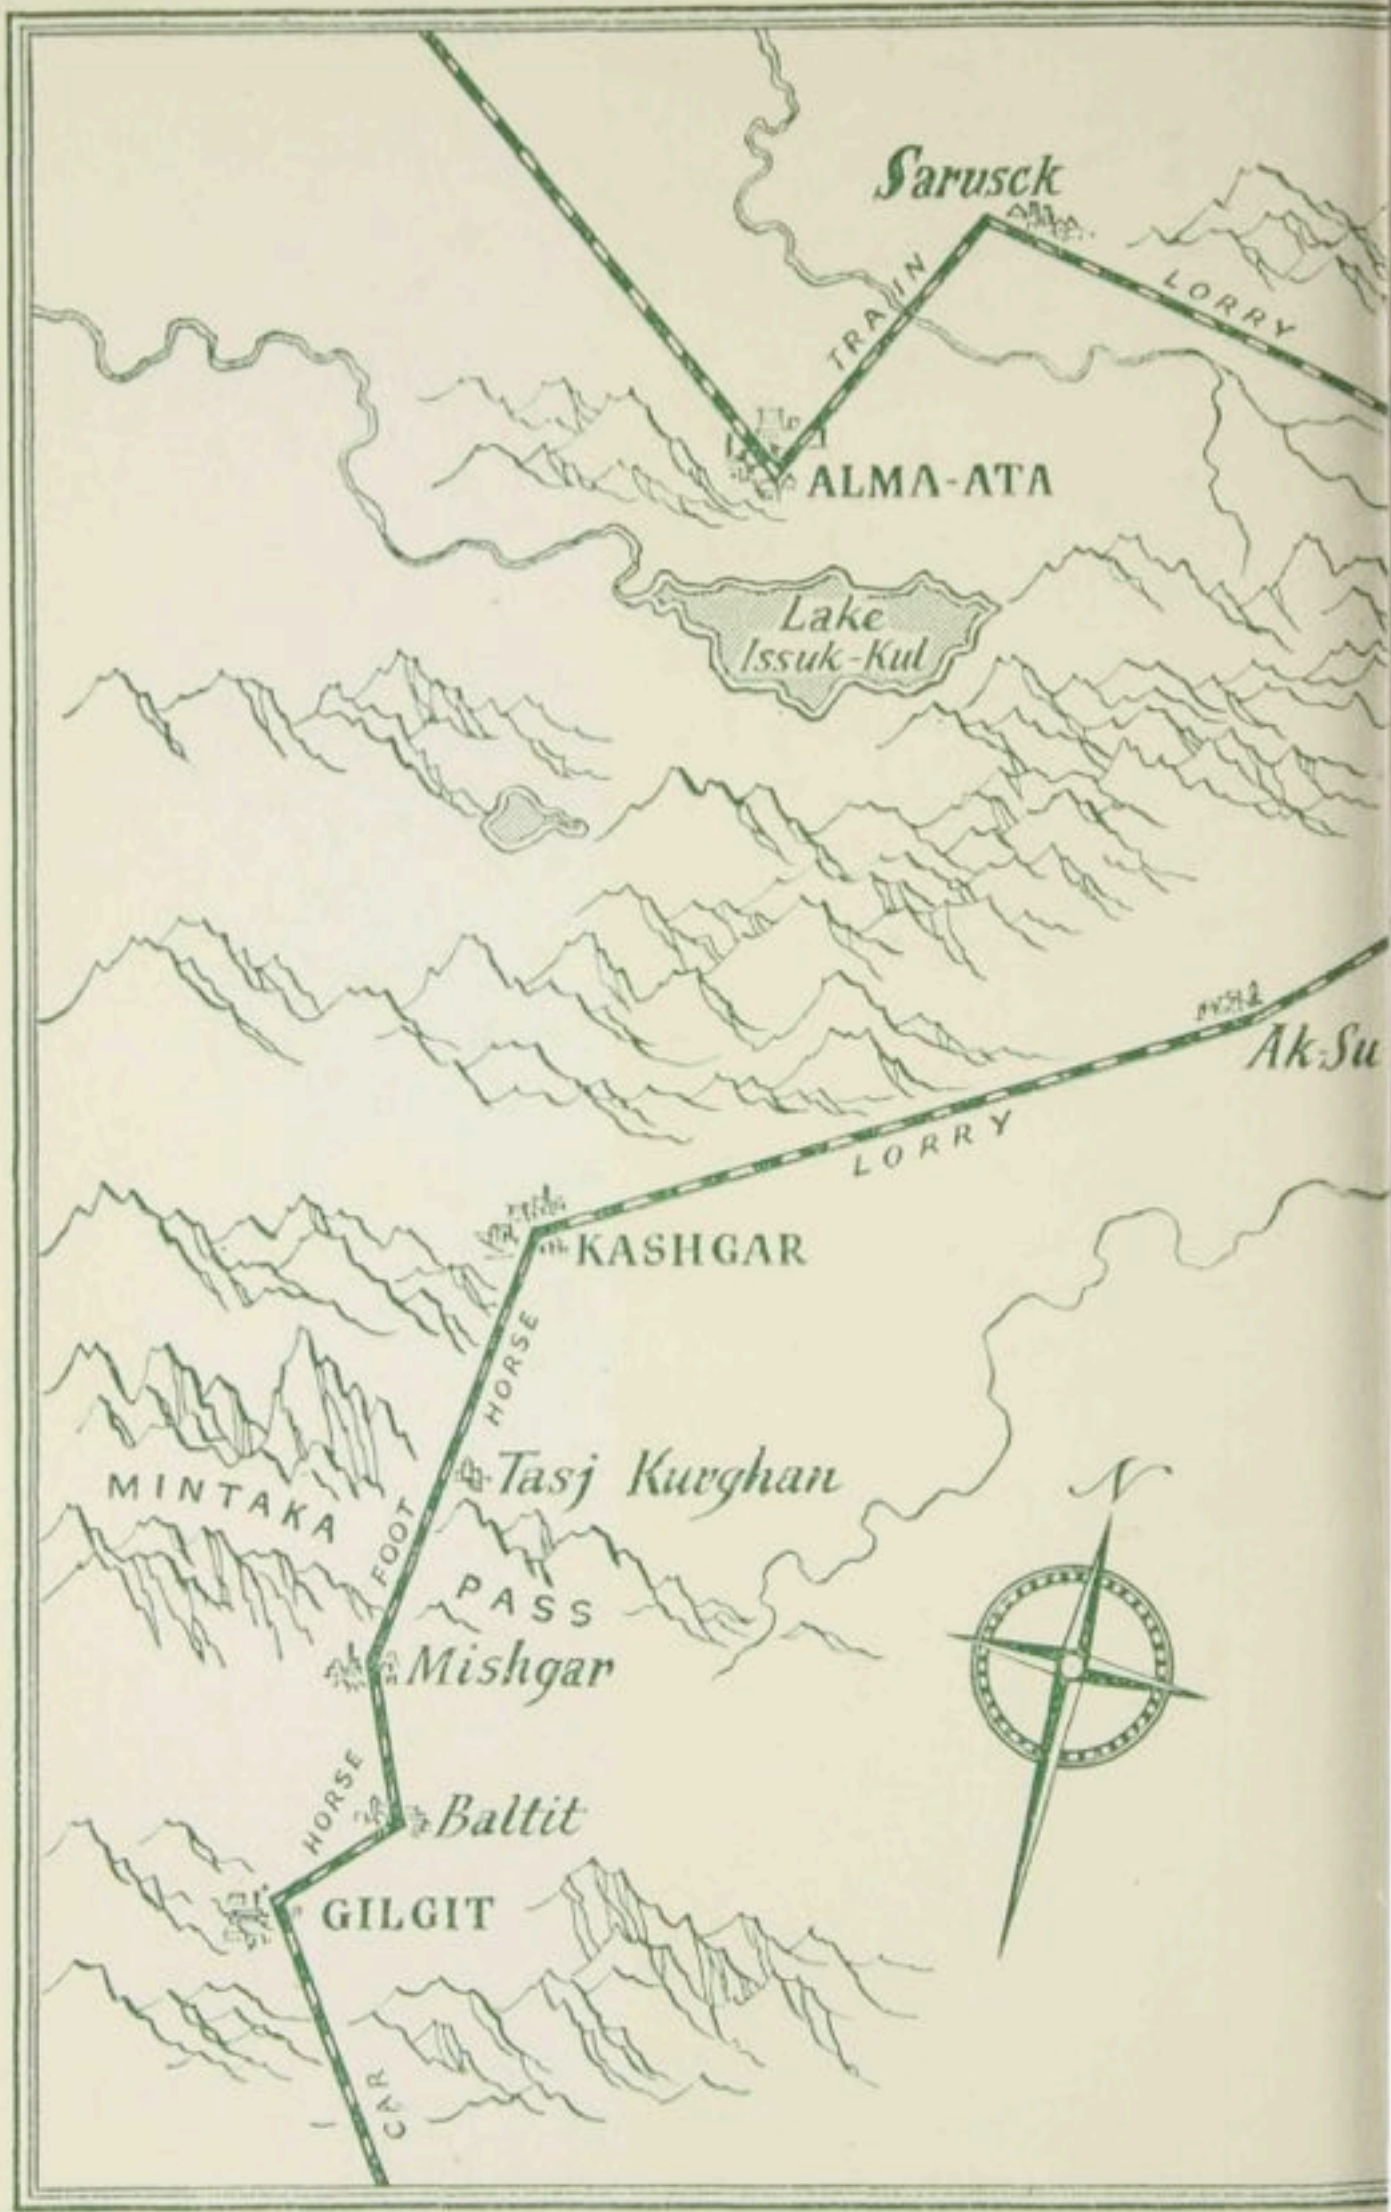 Sarusck
TRAIN
LORRY
ALMA-ATA
Lake
Issuk-Kul
Ak-Su
LORRY
KASHGAR
HORSE
Tasj Kurghan
MINTAKA
FOOT
PASS
N
Mishgar
HORSE
Baltit
GILGIT
CAR